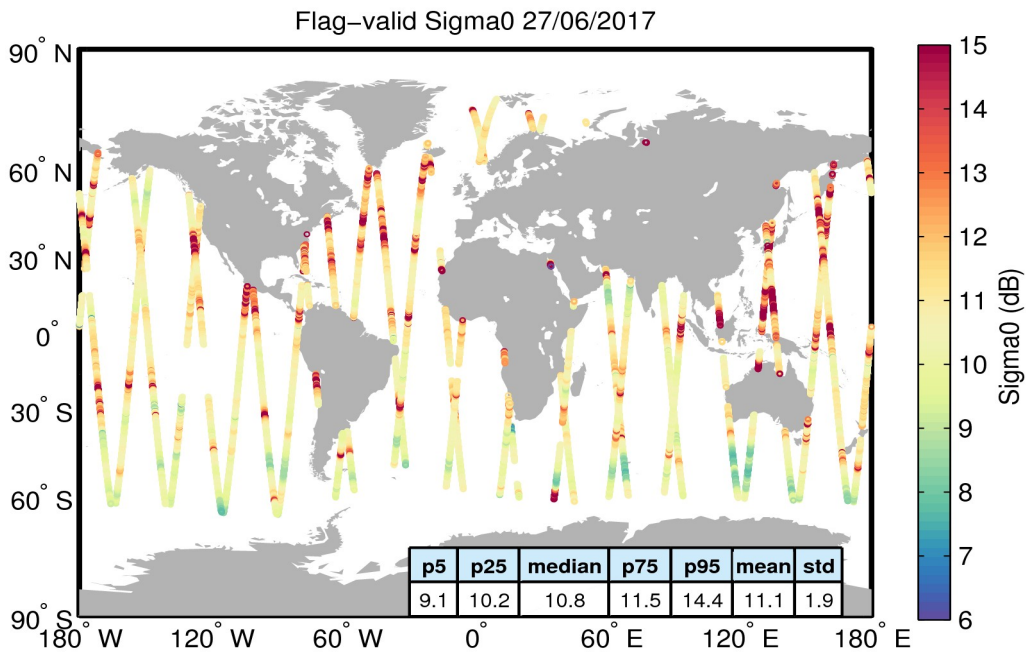 Flag−valid Sigma0 27/06/2017
90° N
60° N
30° N
0°
30° S
60° S
90° S
180° W
120° W
60° W
0°
60° E
120° E
180° E
15
14
13
12
11
10
9
8
7
6
Sigma0 (dB)
p5 p25 median p75 p95 mean std
9.1 10.2 10.8 11.5 14.4 11.1 1.9